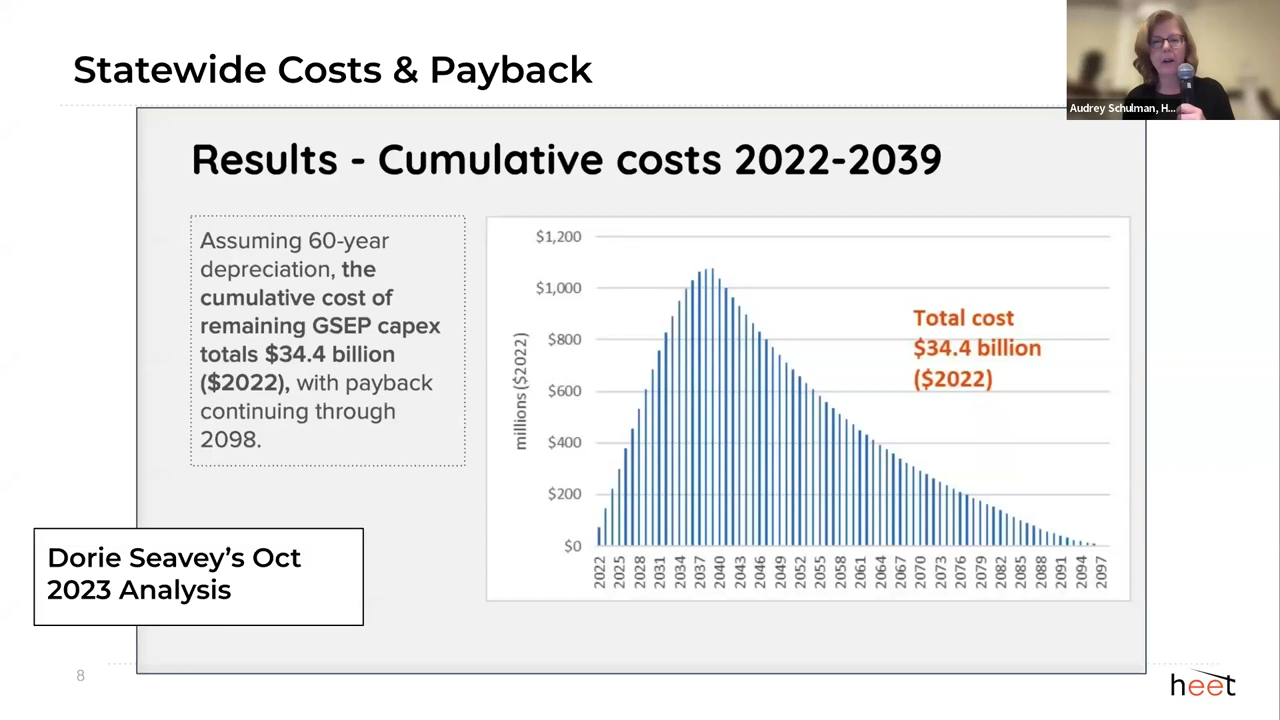 Statewide Costs & Payback
Audrey Schulman, H...
Results - Cumulative costs 2022-2039
Assuming 60-year
depreciation, the
cumulative cost of
remaining GSEP capex
totals $34.4 billion
($2022), with payback
continuing through
2098.
millions ($2022)
$1,200
$1,000
$800
$600
$400
$200
$0
Total cost
$34.4 billion
($2022)
2022 2025 2028 2031 2034 2037 2040 2043 2046 2049 2052 2055 2058 2061 2064 2067 2070 2073 2076 2079 2082 2085 2088 2091 2094 2097
Dorie Seavey’s Oct
2023 Analysis
8
heet